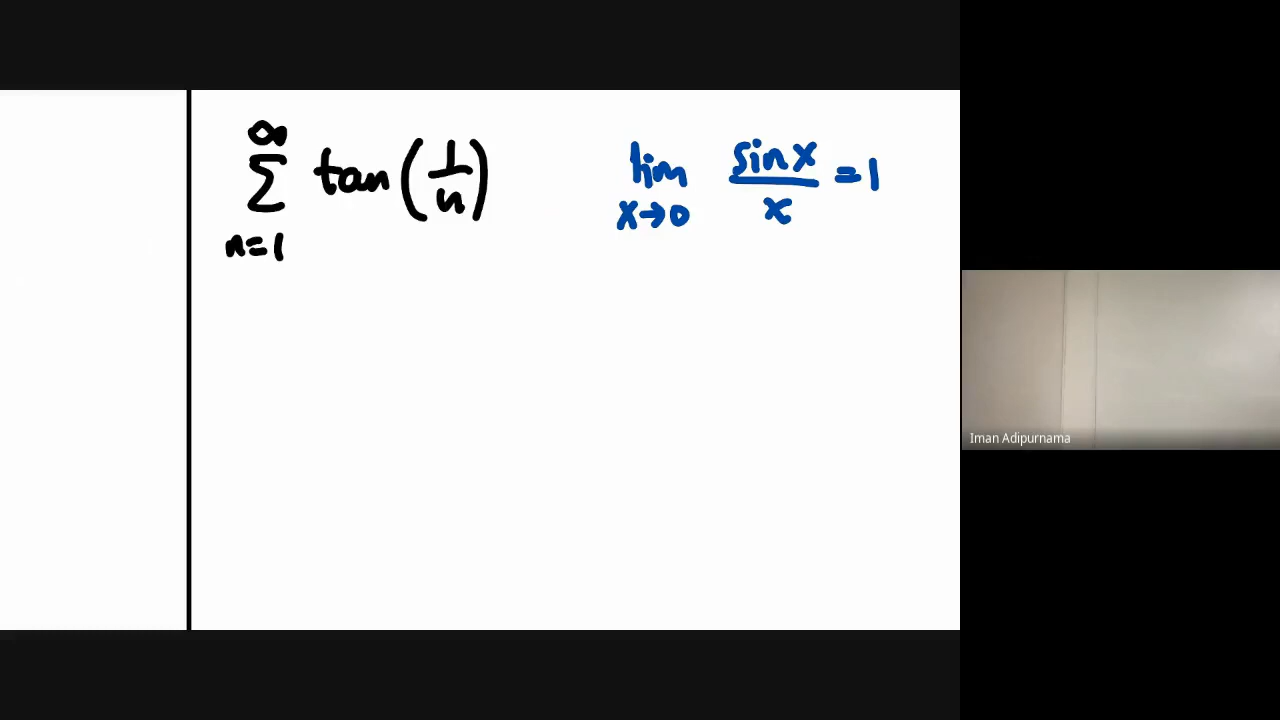 ∞
∑ tan(1/n)
n=1
lim sin x / x = 1
x→0
Iman Adipurnama